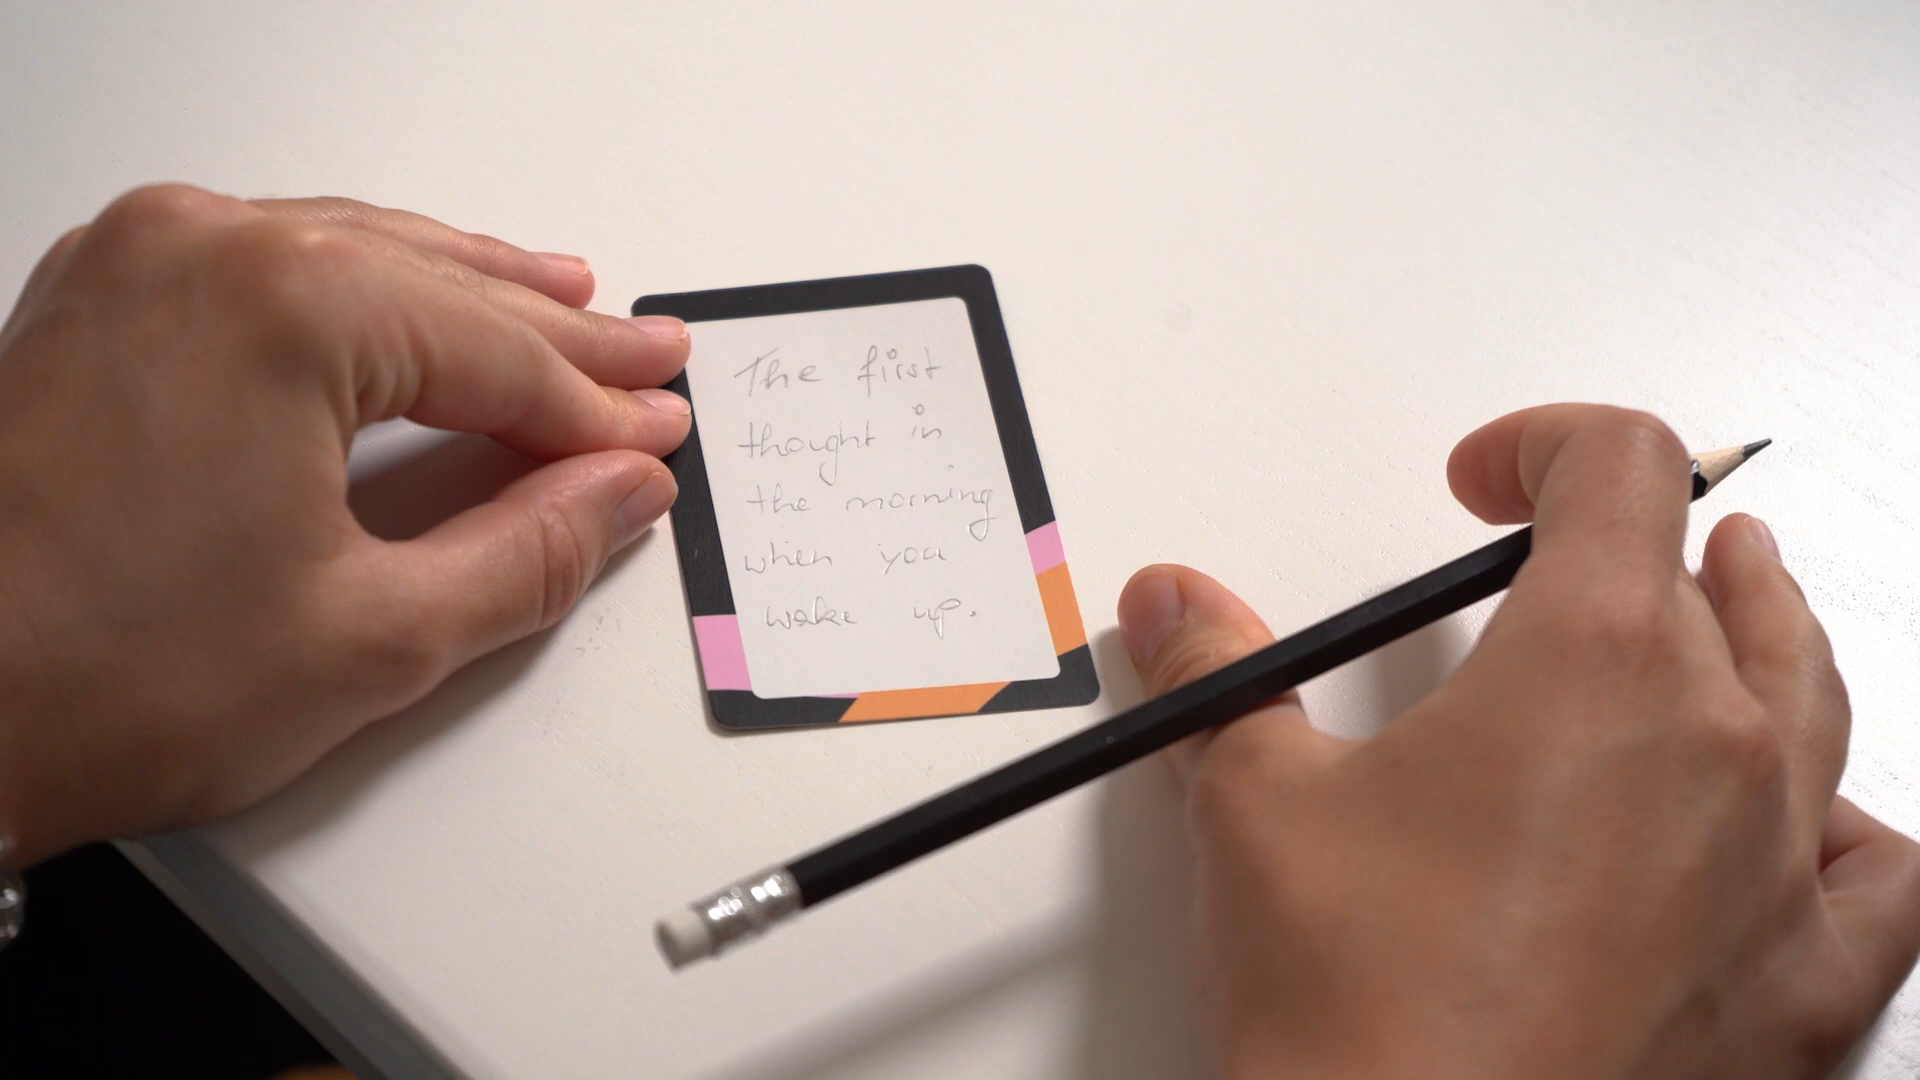 The first
thought in
the morning
when you
wake up.